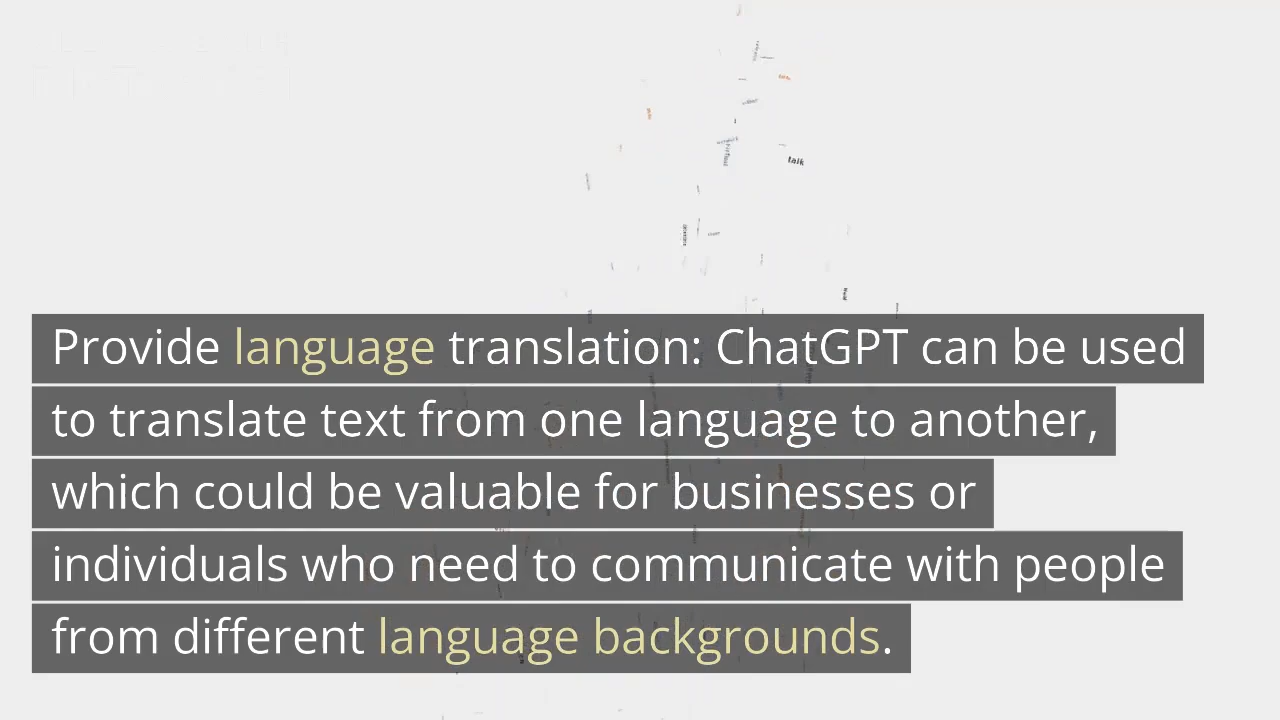 talk
Provide language translation: ChatGPT can be used
to translate text from one language to another,
which could be valuable for businesses or
individuals who need to communicate with people
from different language backgrounds.